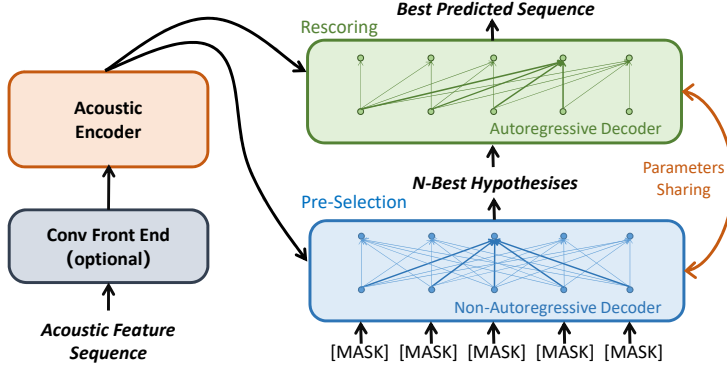 Best Predicted Sequence
Rescoring
Autoregressive Decoder
Acoustic
Encoder
Parameters
Sharing
N-Best Hypothesises
Pre-Selection
Conv Front End
(optional)
Non-Autoregressive Decoder
Acoustic Feature
Sequence
[MASK] [MASK] [MASK] [MASK] [MASK]